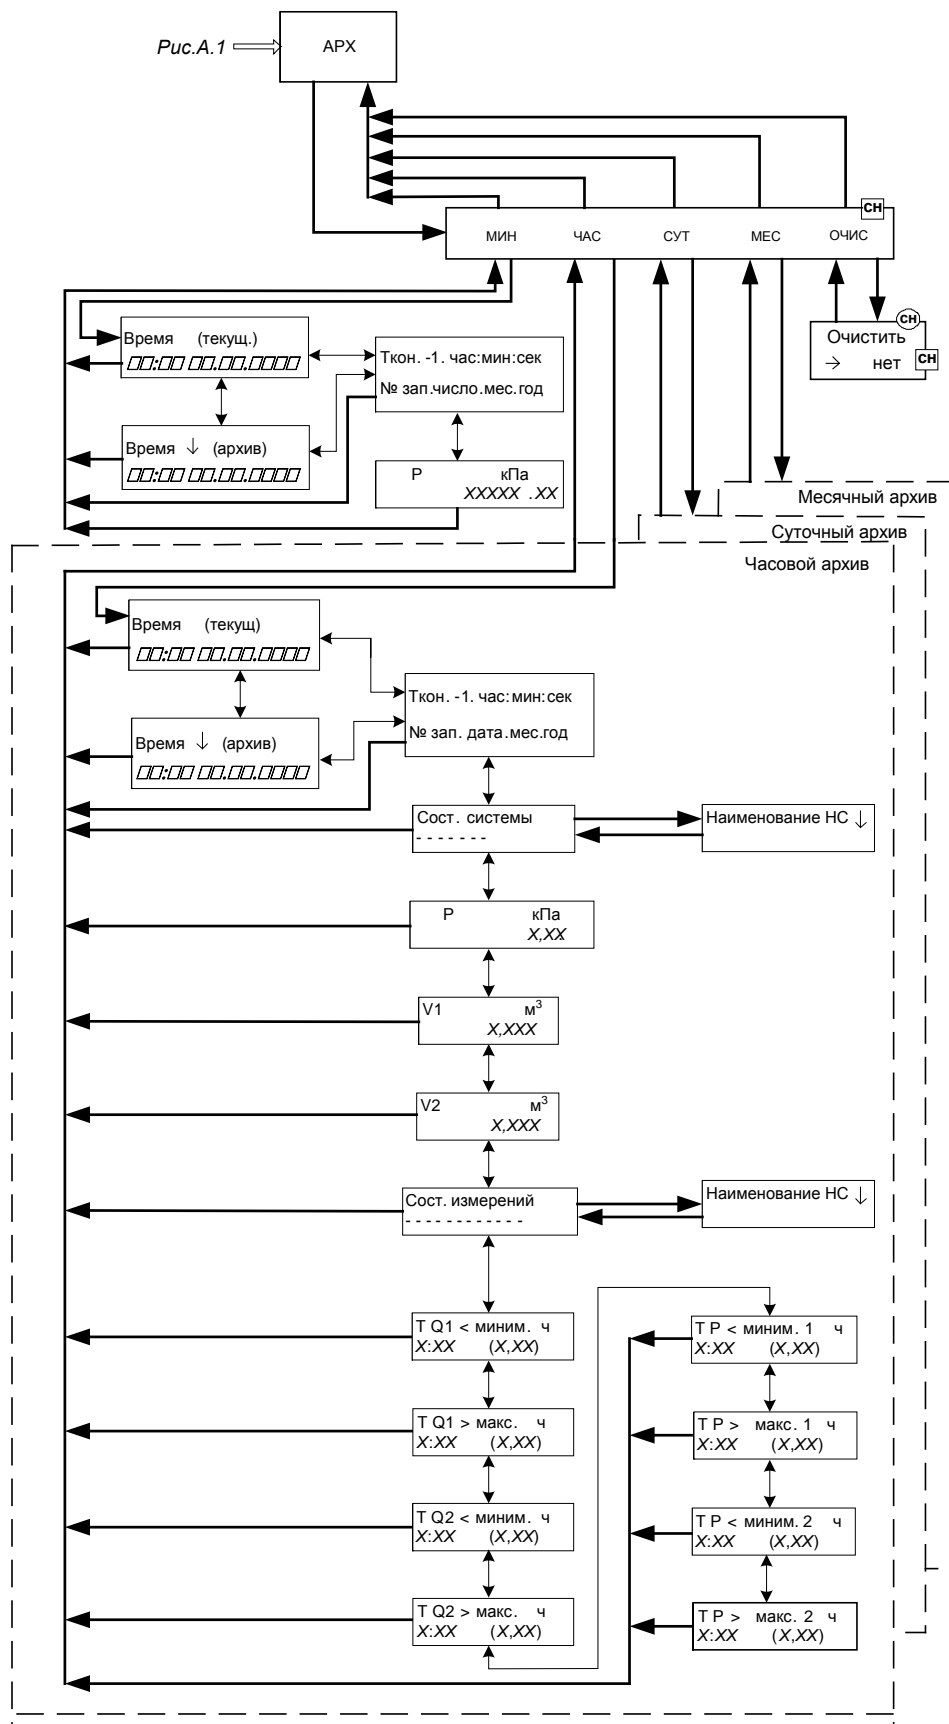 Рис.А.1
АРХ
СН
МИН ЧАС СУТ МЕС ОЧИС
СН
Очистить
→ нет
СН
Время (текущ.)
00:00 00.00.0000
Ткон. -1. час:мин:сек
№ зап.число.мес.год
Время ↓ (архив)
00:00 00.00.0000
Р кПа
XXXXX .XX
Месячный архив
Суточный архив
Часовой архив
Время (текущ)
00:00 00.00.0000
Ткон. -1. час:мин:сек
№ зап. дата.мес.год
Время ↓ (архив)
00:00 00.00.0000
Сост. системы
- - - - - - -
Наименование НС ↓
Р кПа
X,XX
V1 м³
X,XXX
V2 м³
X,XXX
Сост. измерений
- - - - - - - - - - - -
Наименование НС ↓
Т Q1 < миним. ч
X:XX (X,XX)
Т Q1 > макс. ч
X:XX (X,XX)
Т Q2 < миним. ч
X:XX (X,XX)
Т Q2 > макс. ч
X:XX (X,XX)
Т Р < миним. 1 ч
X:XX (X,XX)
Т Р > макс. 1 ч
X:XX (X,XX)
Т Р < миним. 2 ч
X:XX (X,XX)
Т Р > макс. 2 ч
X:XX (X,XX)